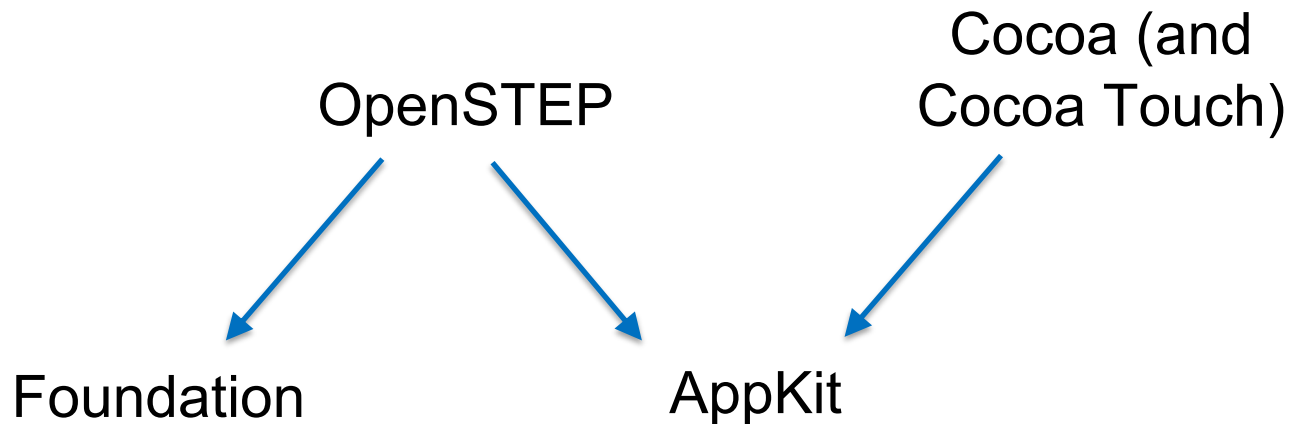 Cocoa (and
OpenSTEP
Cocoa Touch)
Foundation
AppKit